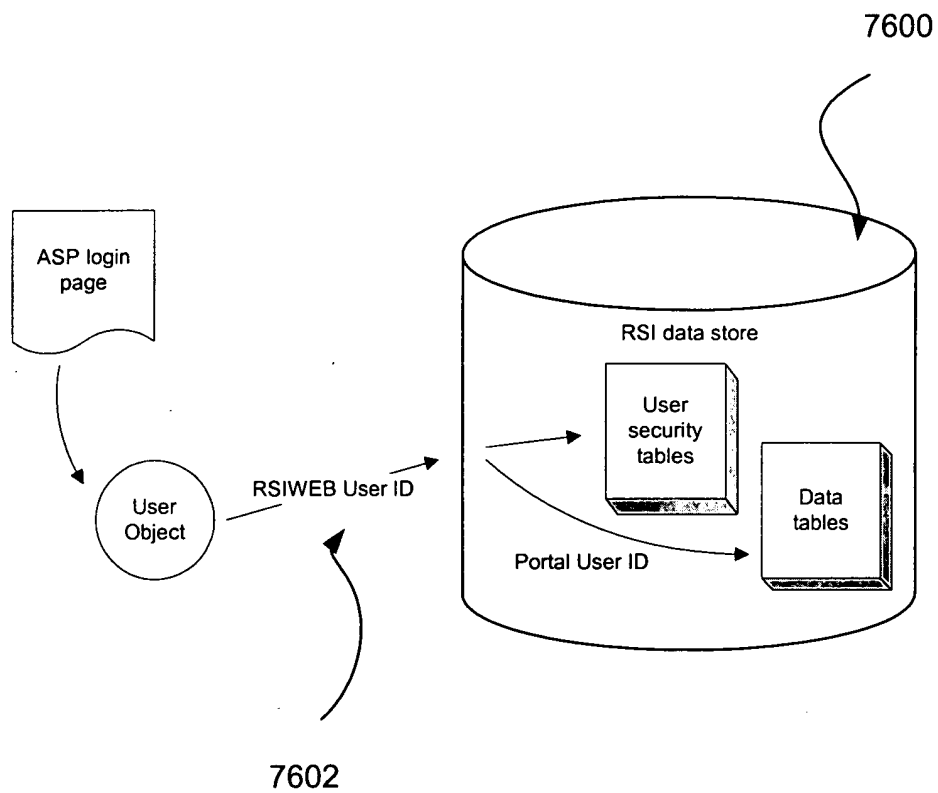 7600
ASP login
page
RSI data store
User
security
tables
RSIWEB User ID
User
Object
Data
tables
Portal User ID
7602